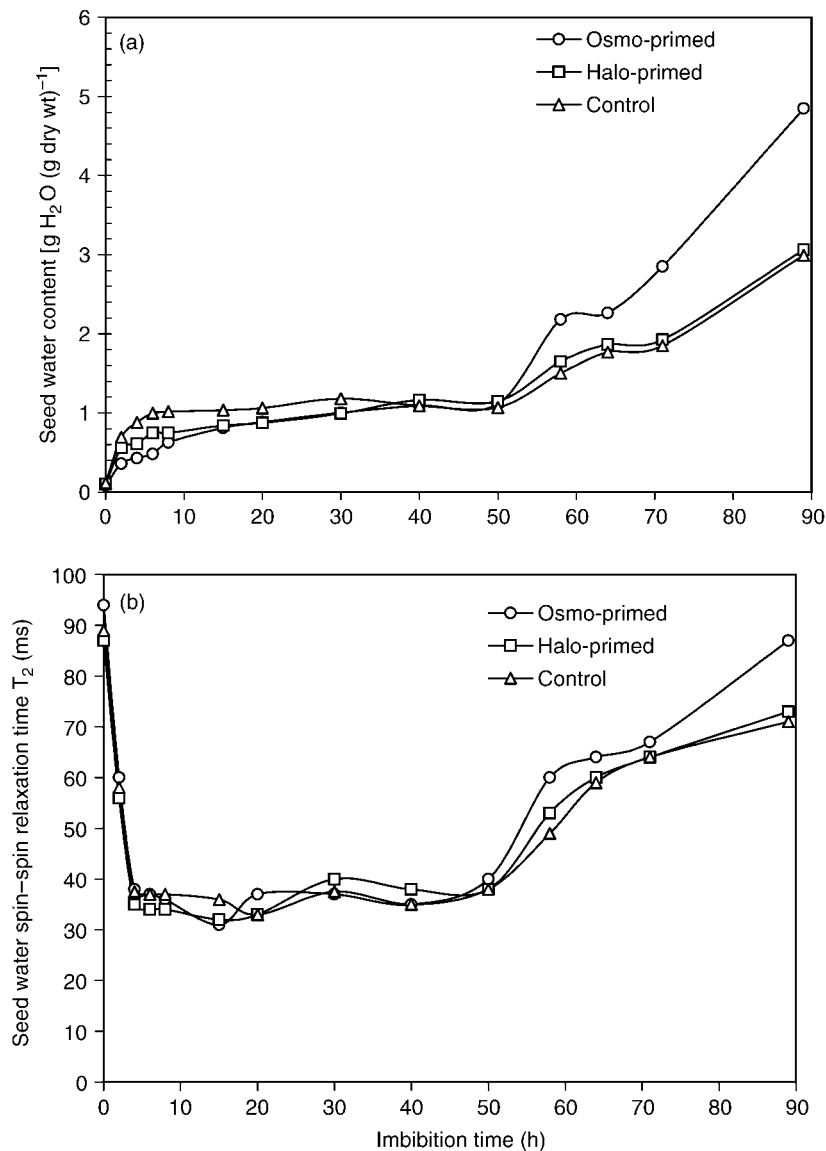 (a)
Osmo-primed
Halo-primed
Control
Seed water content [g H₂O (g dry wt)⁻¹]
6
5
4
3
2
1
0
0 10 20 30 40 50 60 70 80 90
(b)
Osmo-primed
Halo-primed
Control
Seed water spin–spin relaxation time T₂ (ms)
100
90
80
70
60
50
40
30
20
10
0
0 10 20 30 40 50 60 70 80 90
Imbibition time (h)